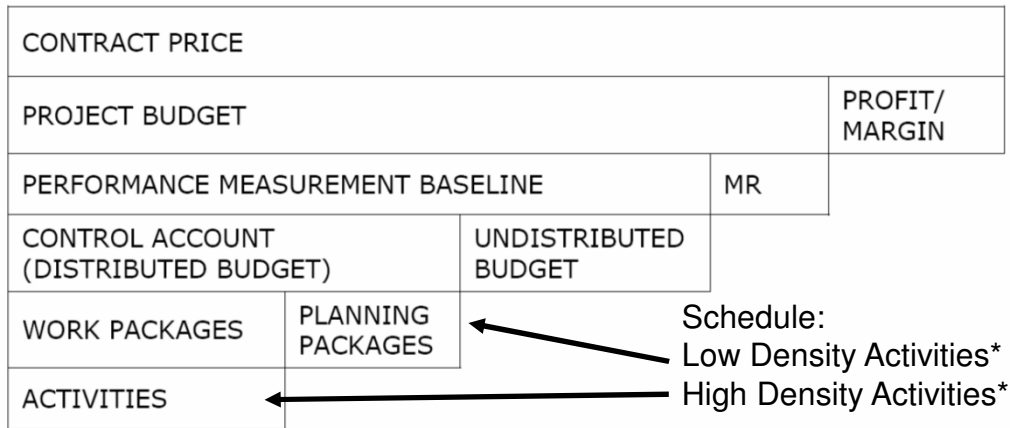 CONTRACT PRICE
PROJECT BUDGET
PROFIT/
MARGIN
PERFORMANCE MEASUREMENT BASELINE
MR
CONTROL ACCOUNT
(DISTRIBUTED BUDGET)
UNDISTRIBUTED
BUDGET
WORK PACKAGES
PLANNING
PACKAGES
Schedule:
Low Density Activities*
High Density Activities*
ACTIVITIES